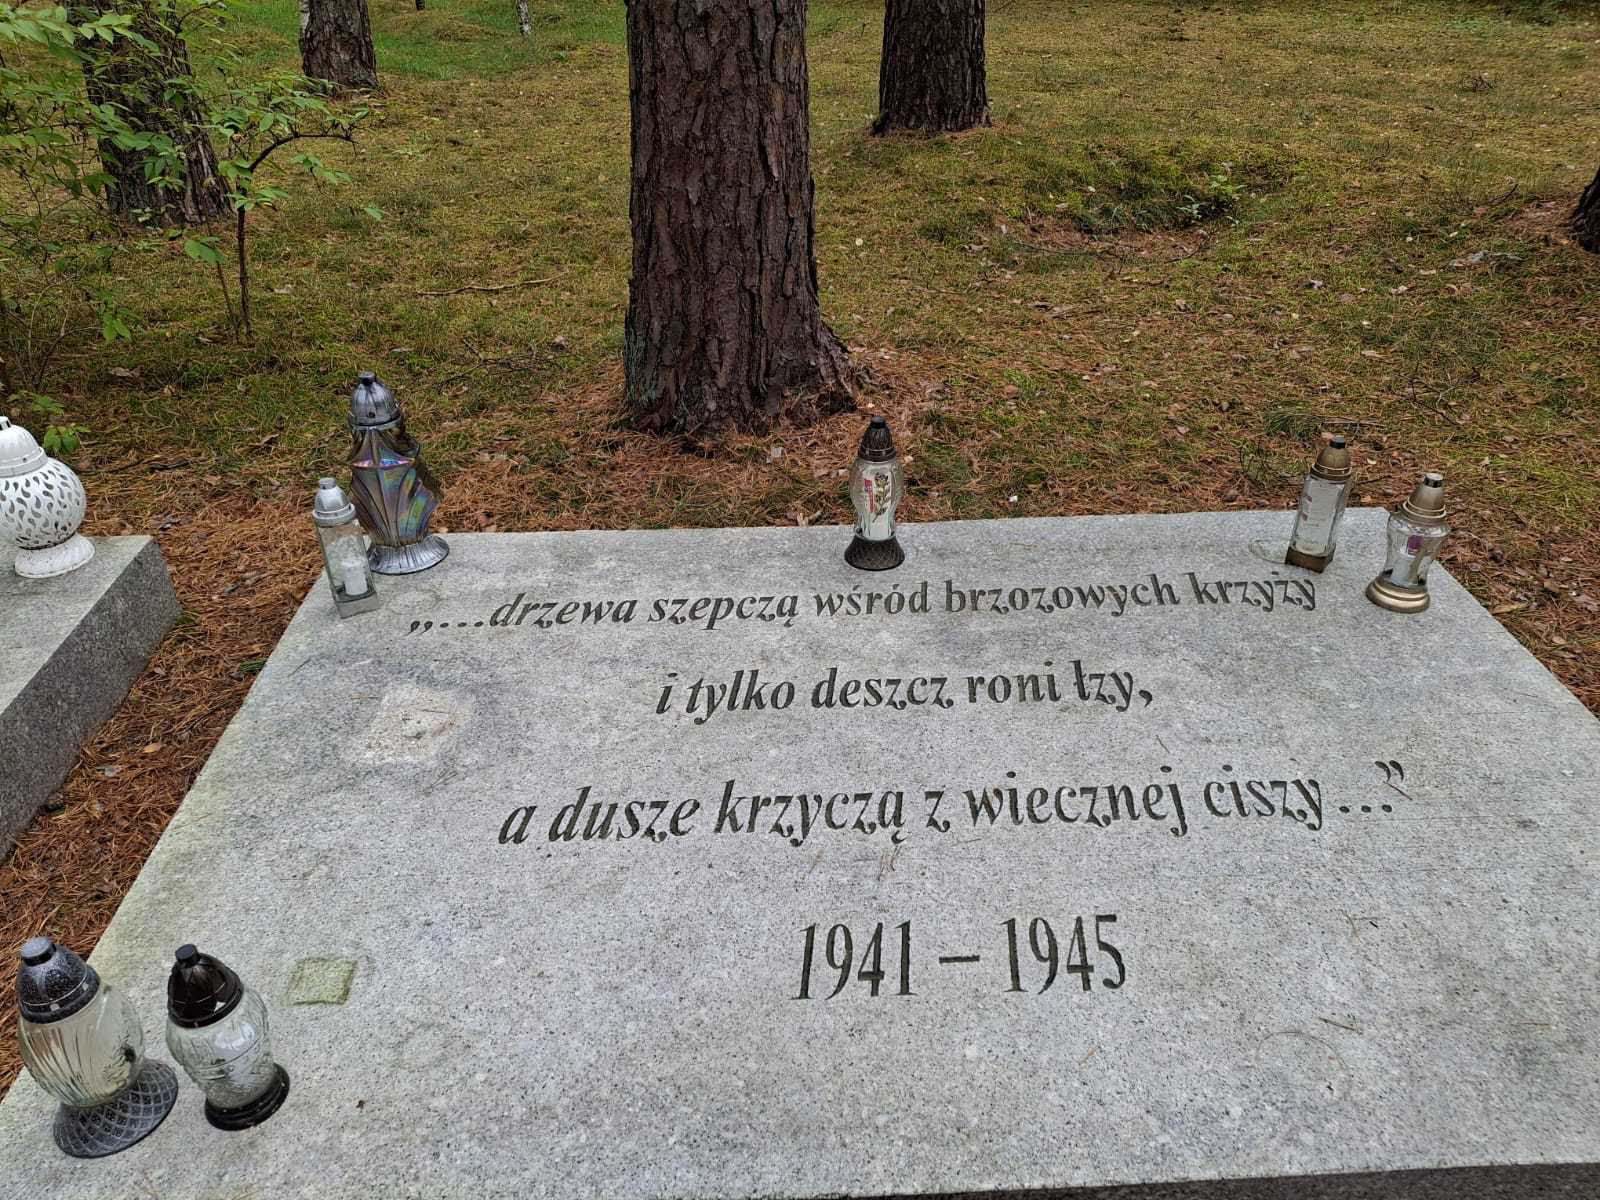 „...drzewa szepczą wśród brzozowych krzyży
i tylko deszcz roni łzy,
a dusze krzyczą z wiecznej ciszy...”
1941 – 1945